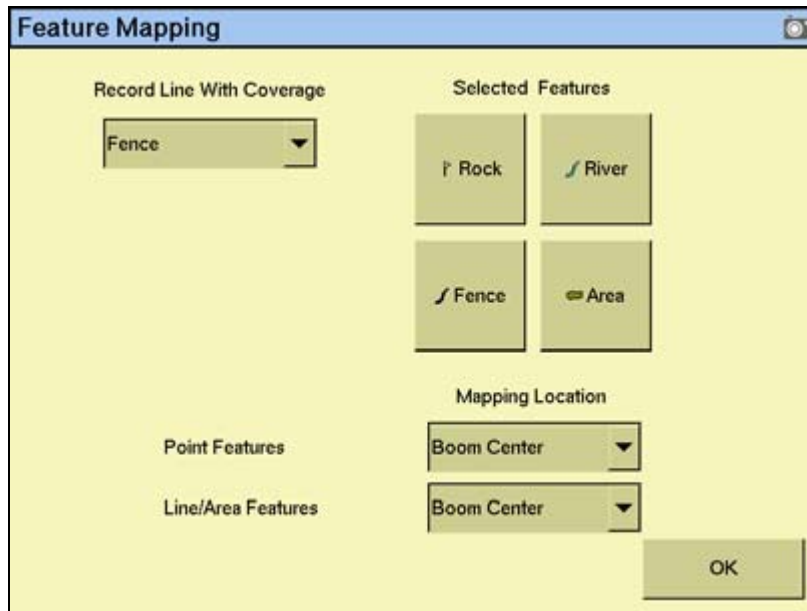 Feature Mapping
Record Line With Coverage
Fence
Selected Features
Rock
River
Fence
Area
Mapping Location
Point Features
Boom Center
Line/Area Features
Boom Center
OK